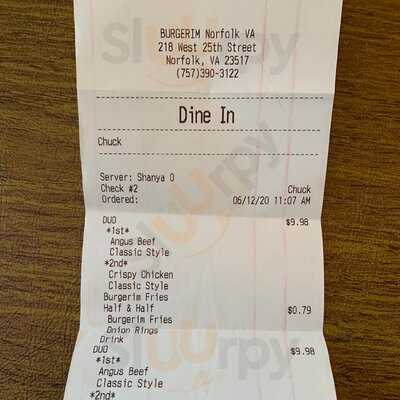 BURGERIM Norfolk VA
218 West 25th Street
Norfolk, VA 23517
(757)390-3122
Dine In
Chuck
Server: Shanya O
Check #2 Chuck
Ordered: 06/12/20 11:07 AM
DUO $9.98
*1st*
Angus Beef
Classic Style
*2nd*
Crispy Chicken
Classic Style
Burgerim Fries
Half & Half $0.79
Burgerim Fries
Onion Rings
Drink
DUO $9.98
*1st*
Angus Beef
Classic Style
*2nd*
Sluurpy
Sluurpy
Sluurpy